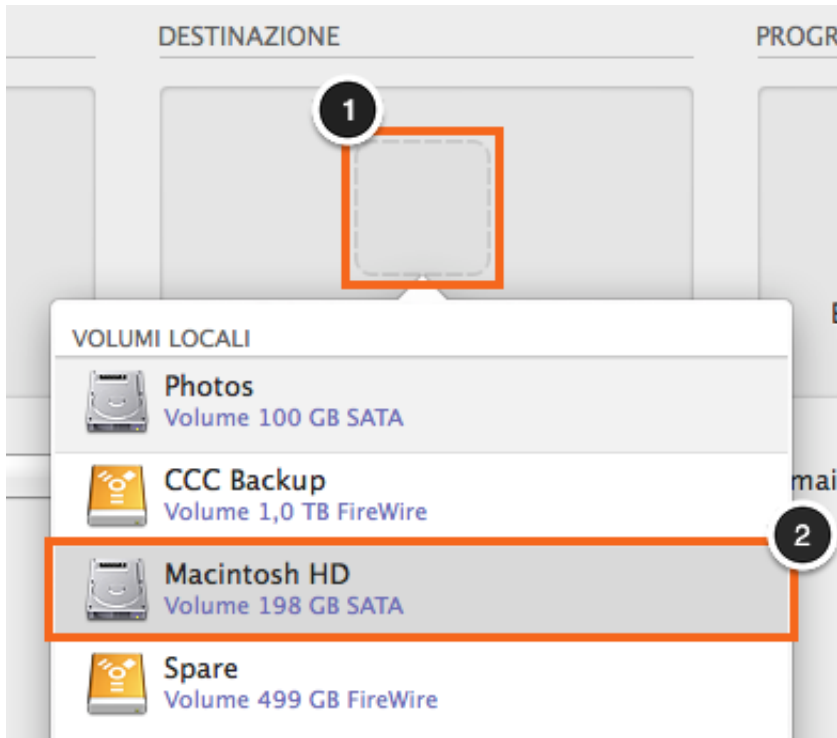 DESTINAZIONE
PROGR
1
VOLUMI LOCALI
Photos
Volume 100 GB SATA
CCC Backup
Volume 1,0 TB FireWire
mai
2
Macintosh HD
Volume 198 GB SATA
Spare
Volume 499 GB FireWire